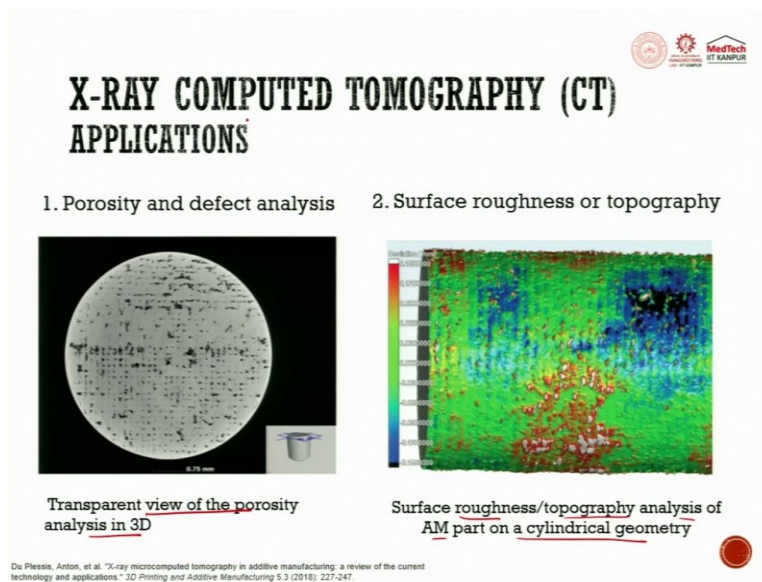 MedTech
IIT KANPUR
X-RAY COMPUTED TOMOGRAPHY (CT)
APPLICATIONS
1. Porosity and defect analysis
2. Surface roughness or topography
0.75 mm
Transparent view of the porosity
analysis in 3D
Surface roughness/topography analysis of
AM part on a cylindrical geometry
Du Plessis, Anton, et al. "X-ray microcomputed tomography in additive manufacturing: a review of the current
technology and applications." 3D Printing and Additive Manufacturing 5.3 (2018): 227-247.